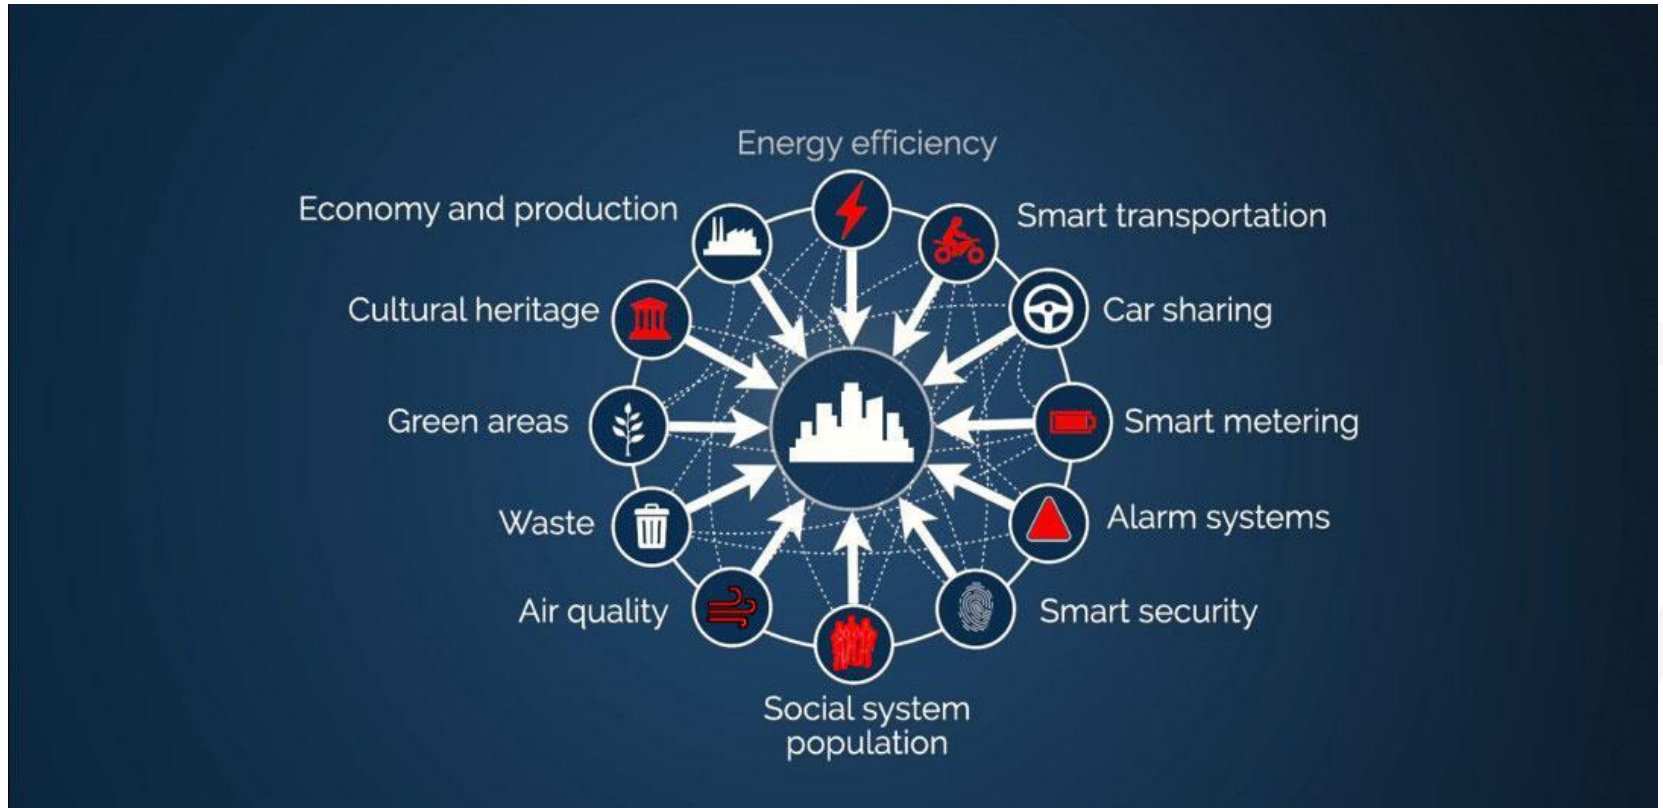 Energy efficiency
Economy and production
Smart transportation
Cultural heritage
Car sharing
Green areas
Smart metering
Waste
Alarm systems
Air quality
Smart security
Social system
population